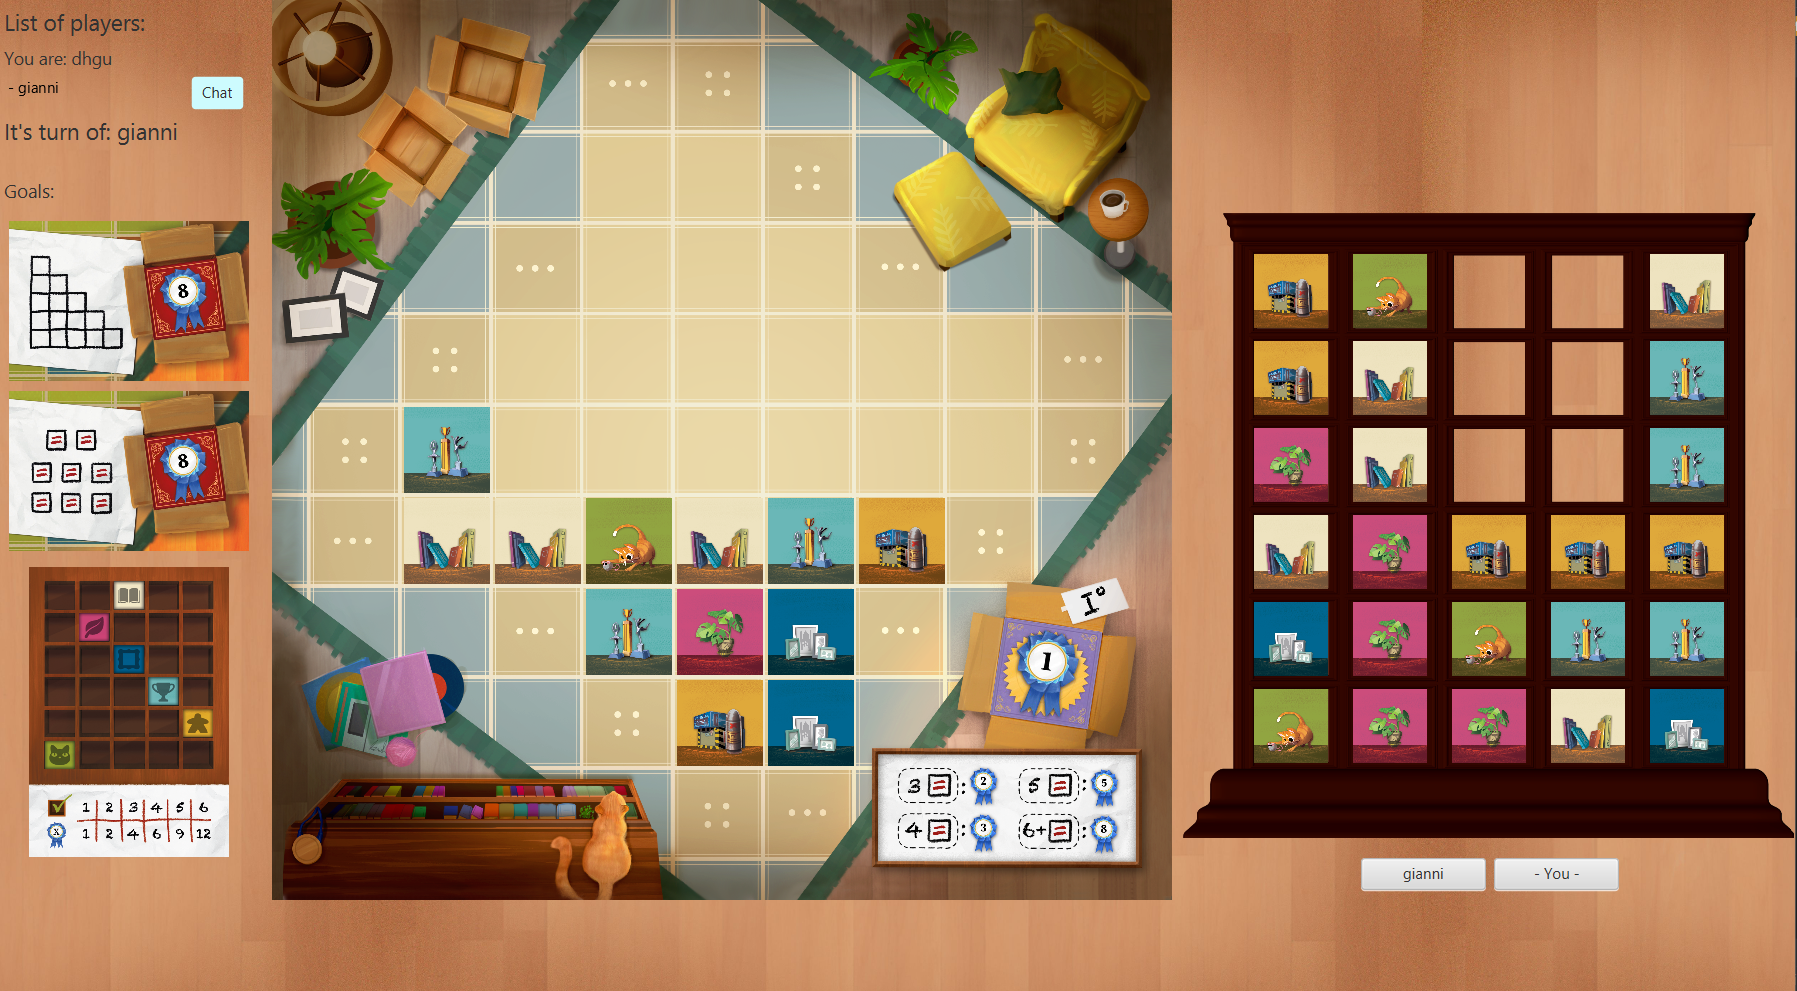 List of players:
You are: dhgu
- gianni
Chat
It's turn of: gianni
Goals:
8
8
1 2 3 4 5 6
x 1 2 4 6 9 12
I°
1
3 : 2 5 : 5
4 : 3 6+ : 8
gianni
- You -